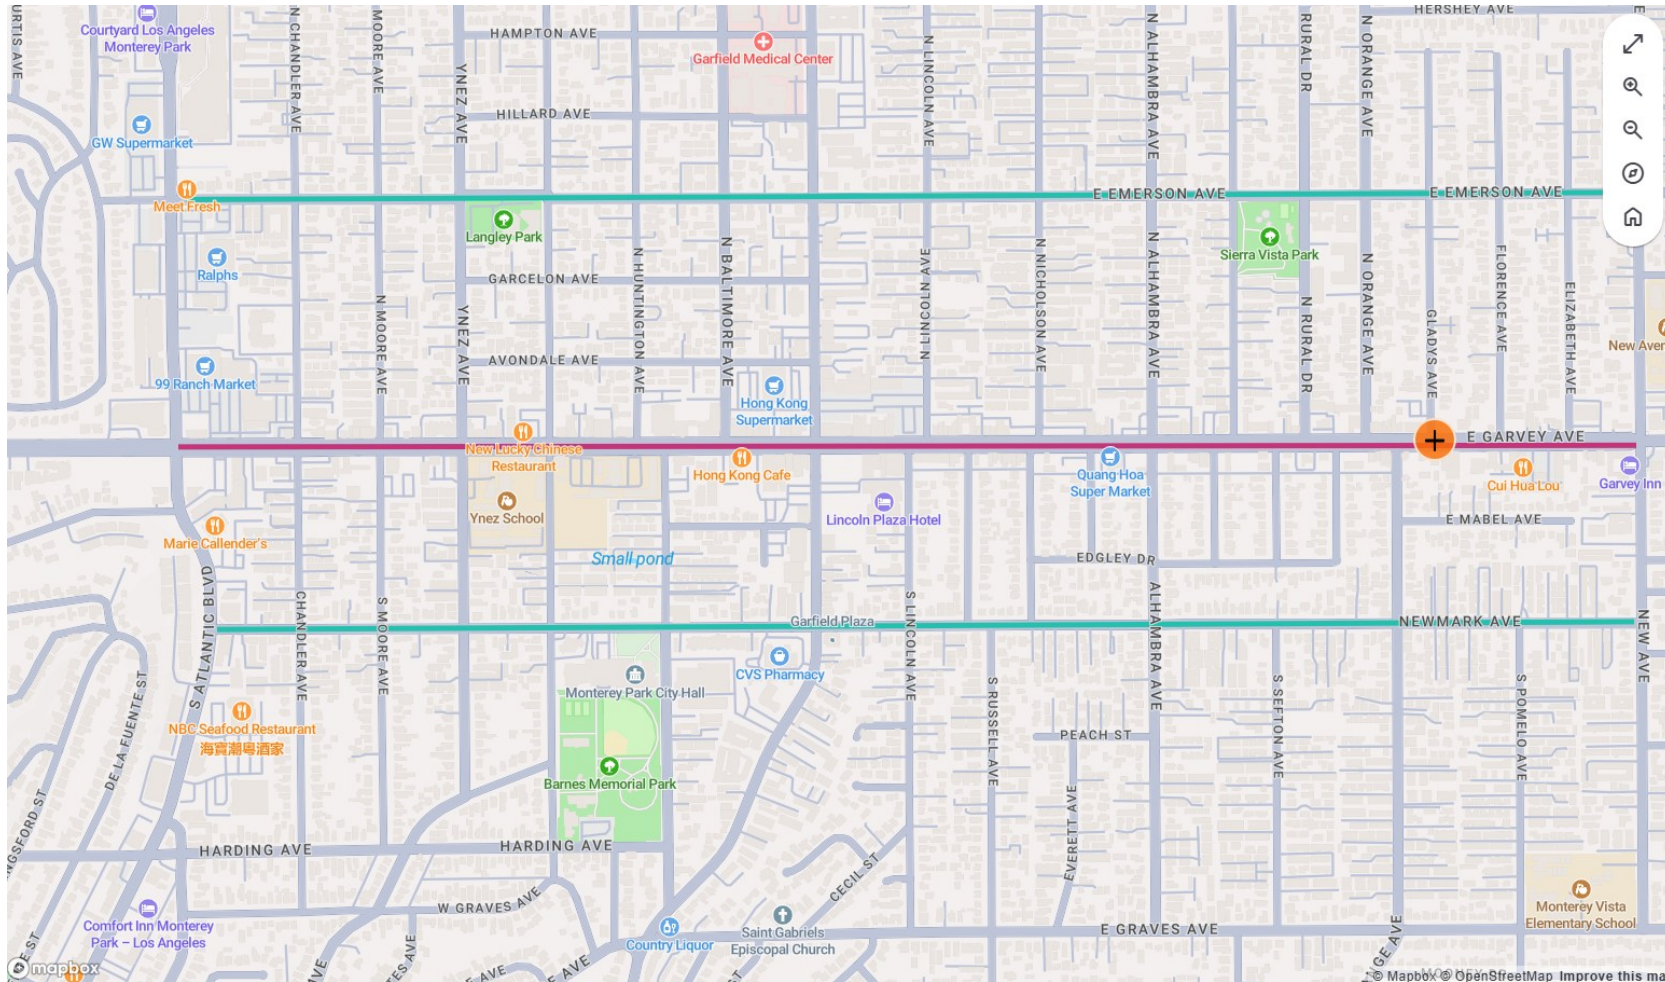 HERSHEY AVE
URTIS AVE
Courtyard Los Angeles
Monterey Park
N CHANDLER AVE
MOORE AVE
HAMPTON AVE
Garfield Medical Center
N LINCOLN AVE
N ALHAMBRA AVE
RURAL DR
N ORANGE AVE
YNEZ AVE
HILLARD AVE
GW Supermarket
Meet Fresh
E EMERSON AVE
E EMERSON AVE
Langley Park
Sierra Vista Park
Ralphs
GARCELON AVE
N HUNTINGTON AVE
N BALTIMORE AVE
N LINCOLN AVE
N NICHOLSON AVE
N ALHAMBRA AVE
N RURAL DR
N ORANGE AVE
GLADYS AVE
FLORENCE AVE
ELIZABETH AVE
N MOORE AVE
YNEZ AVE
AVONDALE AVE
New Aven
99 Ranch Market
Hong Kong
Supermarket
E GARVEY AVE
New Lucky Chinese
Restaurant
Hong Kong Cafe
Quang Hoa
Super Market
Cui Hua Lou
Garvey Inn
Ynez School
Lincoln Plaza Hotel
E MABEL AVE
Marie Callender's
Small pond
EDGLEY DR
S ATLANTIC BLVD
CHANDLER AVE
S MOORE AVE
Garfield Plaza
S LINCOLN AVE
ALHAMBRA AVE
NEWMARK AVE
NEW AVE
CVS Pharmacy
Monterey Park City Hall
S RUSSELL AVE
S SEFTON AVE
S POMELO AVE
DE LA FUENTE ST
NBC Seafood Restaurant
海寶潮粵酒家
PEACH ST
Barnes Memorial Park
EVERETT AVE
NGSFORD ST
HARDING AVE
HARDING AVE
CECIL ST
W GRAVES AVE
Monterey Vista
Elementary School
Comfort Inn Monterey
Park – Los Angeles
Country Liquor
Saint Gabriels
Episcopal Church
E GRAVES AVE
mapbox
© Mapbox © OpenStreetMap Improve this ma